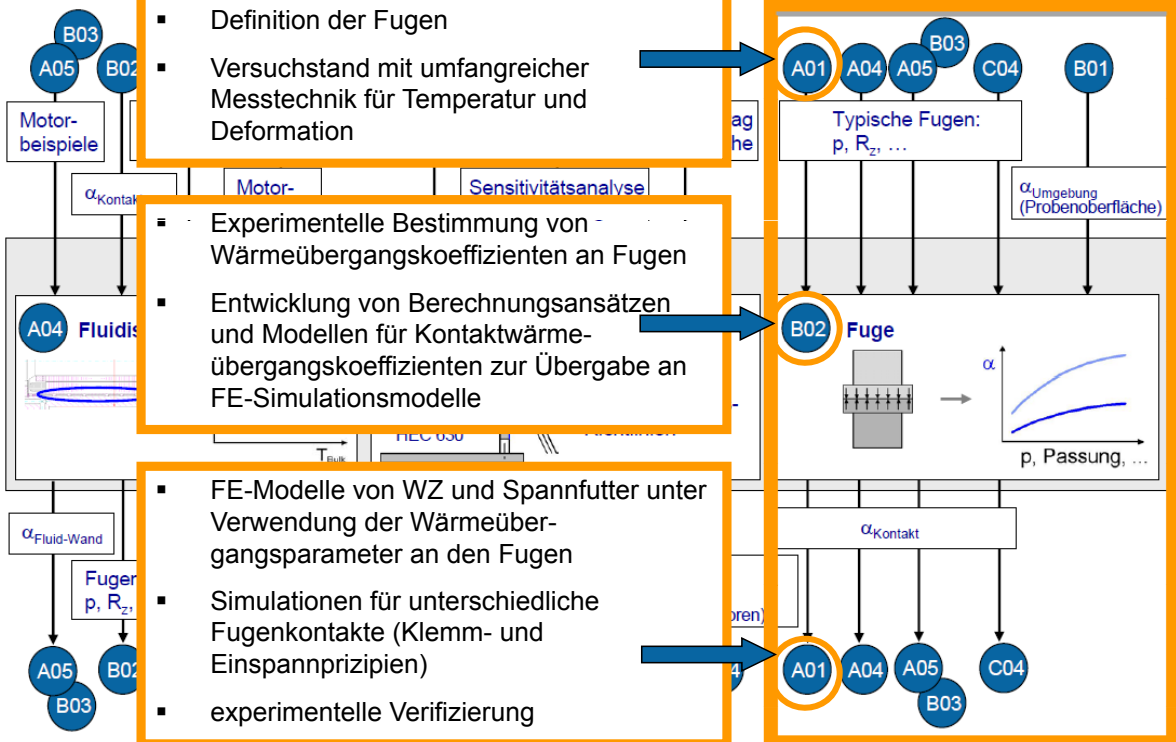 B03
A05
B02
Motor-
beispiele
α
Motor-
Sensitivitätsanalyse
▪ Definition der Fugen
▪ Versuchstand mit umfangreicher
Messtechnik für Temperatur und
Deformation
A01
A04
A05
B03
C04
B01
Typische Fugen:
p, Rz, …
αUmgebung
(Probenoberfläche)
▪ Experimentelle Bestimmung von
Wärmeübergangskoeffizienten an Fugen
▪ Entwicklung von Berechnungsansätzen
und Modellen für Kontaktwärme-
übergangskoeffizienten zur Übergabe an
FE-Simulationsmodelle
A04
HEC 630
TBulk
B02 Fuge
α
p, Passung, …
▪ FE-Modelle von WZ und Spannfutter unter
Verwendung der Wärmeüber-
gangsparameter an den Fugen
▪ Simulationen für unterschiedliche
Fugenkontakte (Klemm- und
Einspannprizipien)
▪ experimentelle Verifizierung
αFluid-Wand
p, Rz,
A05
B03
B02
αKontakt
A01
A04
A05
B03
C04